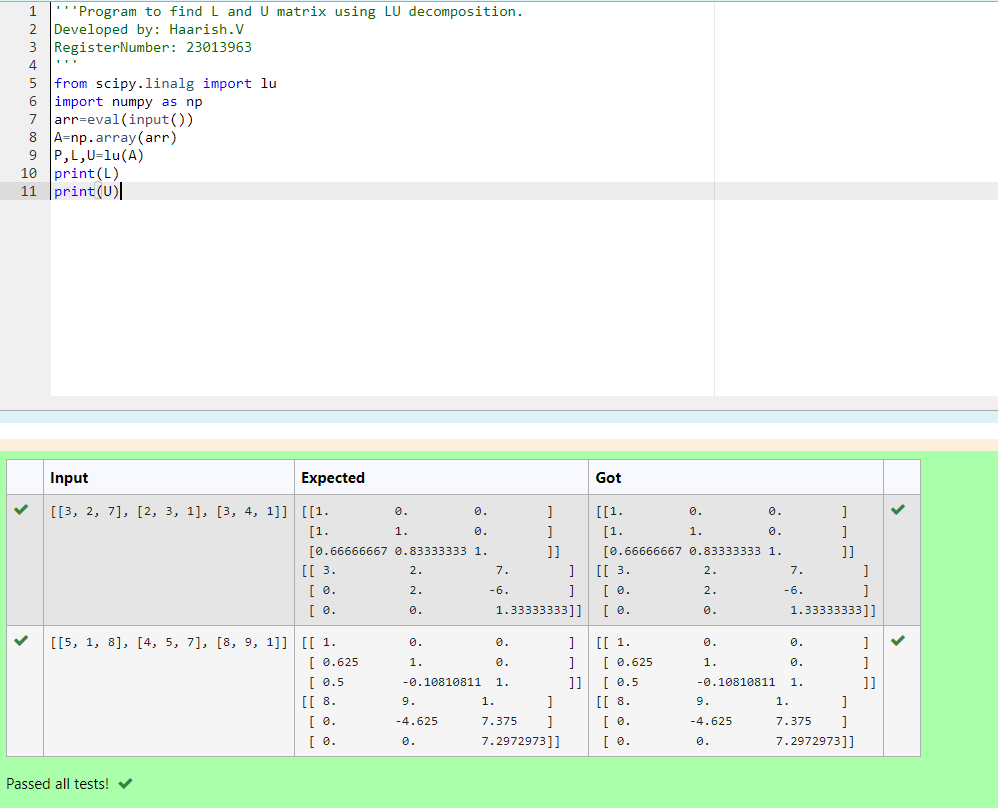 1 '''Program to find L and U matrix using LU decomposition.
2 Developed by: Haarish.V
3 RegisterNumber: 23013963
4 '''
5 from scipy.linalg import lu
6 import numpy as np
7 arr=eval(input())
8 A=np.array(arr)
9 P,L,U=lu(A)
10 print(L)
11 print(U)
Input Expected Got
[[3, 2, 7], [2, 3, 1], [3, 4, 1]] [[1. 0. 0. ] [[1. 0. 0. ]
[1. 1. 0. ] [1. 1. 0. ]
[0.66666667 0.83333333 1. ]] [0.66666667 0.83333333 1. ]]
[[ 3. 2. 7. ] [[ 3. 2. 7. ]
[ 0. 2. -6. ] [ 0. 2. -6. ]
[ 0. 0. 1.33333333]] [ 0. 0. 1.33333333]]
[[5, 1, 8], [4, 5, 7], [8, 9, 1]] [[ 1. 0. 0. ] [[ 1. 0. 0. ]
[ 0.625 1. 0. ] [ 0.625 1. 0. ]
[ 0.5 -0.10810811 1. ]] [ 0.5 -0.10810811 1. ]]
[[ 8. 9. 1. ] [[ 8. 9. 1. ]
[ 0. -4.625 7.375 ] [ 0. -4.625 7.375 ]
[ 0. 0. 7.2972973]] [ 0. 0. 7.2972973]]
Passed all tests!